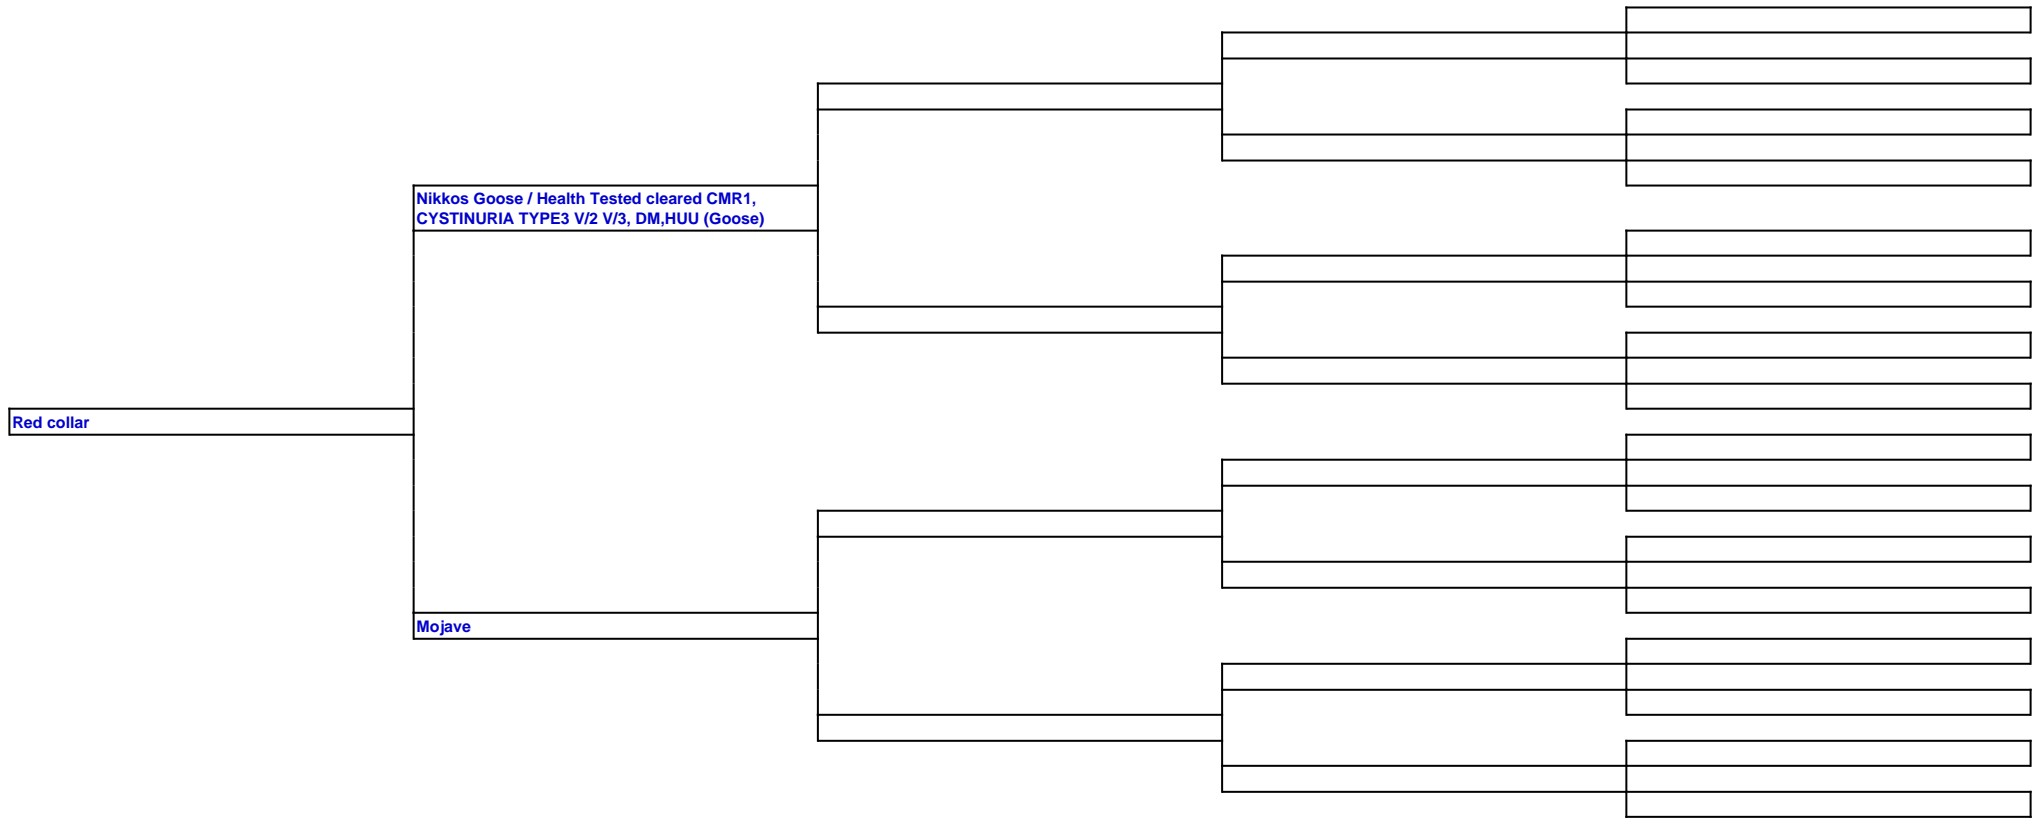 Nikkos Goose / Health Tested cleared CMR1,
CYSTINURIA TYPE3 V/2 V/3, DM,HUU (Goose)
Red collar
Mojave